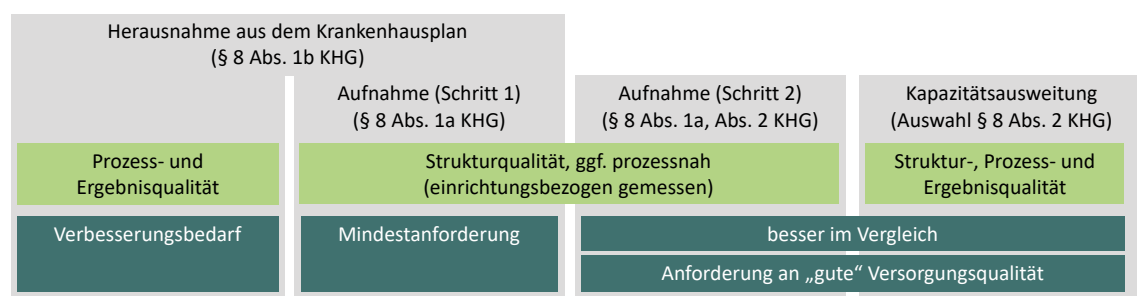 Herausnahme aus dem Krankenhausplan
(§ 8 Abs. 1b KHG)
Aufnahme (Schritt 1)
(§ 8 Abs. 1a KHG)
Aufnahme (Schritt 2)
(§ 8 Abs. 1a, Abs. 2 KHG)
Kapazitätsausweitung
(Auswahl § 8 Abs. 2 KHG)
Prozess- und
Ergebnisqualität
Strukturqualität, ggf. prozessnah
(einrichtungsbezogen gemessen)
Struktur-, Prozess- und
Ergebnisqualität
Verbesserungsbedarf
Mindestanforderung
besser im Vergleich
Anforderung an „gute“ Versorgungsqualität